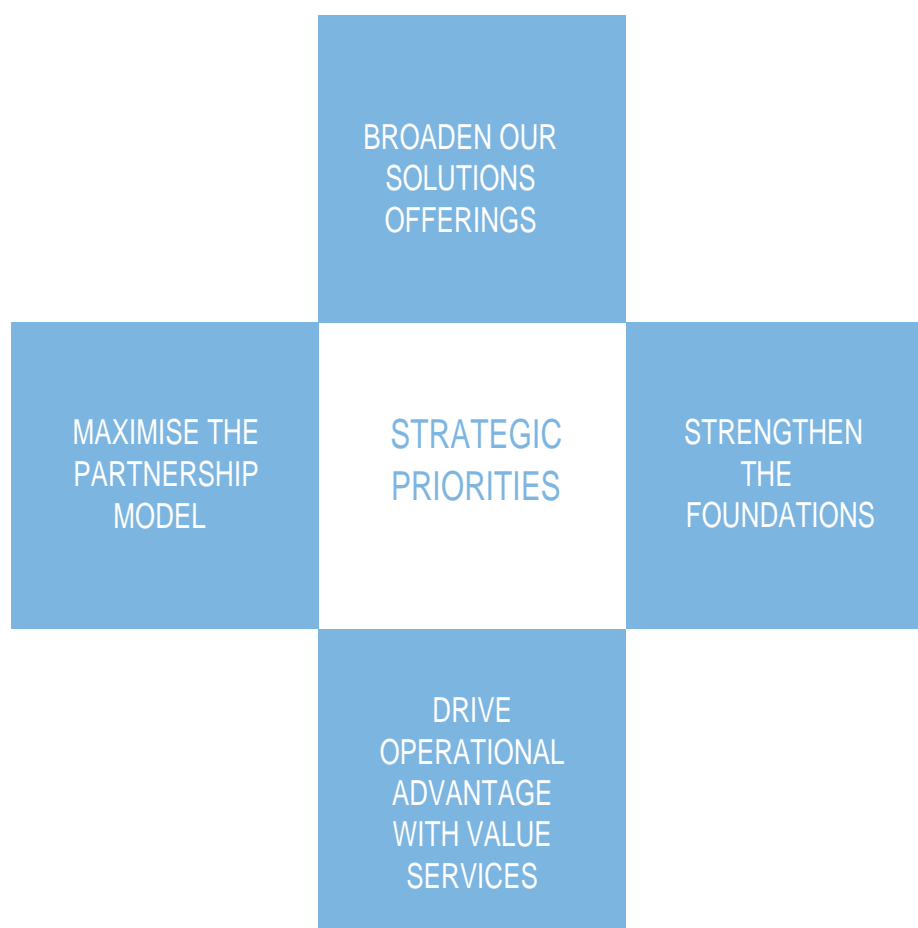 BROADEN OUR
SOLUTIONS
OFFERINGS
MAXIMISE THE
PARTNERSHIP
MODEL
STRATEGIC
PRIORITIES
STRENGTHEN
THE
FOUNDATIONS
DRIVE
OPERATIONAL
ADVANTAGE
WITH VALUE
SERVICES